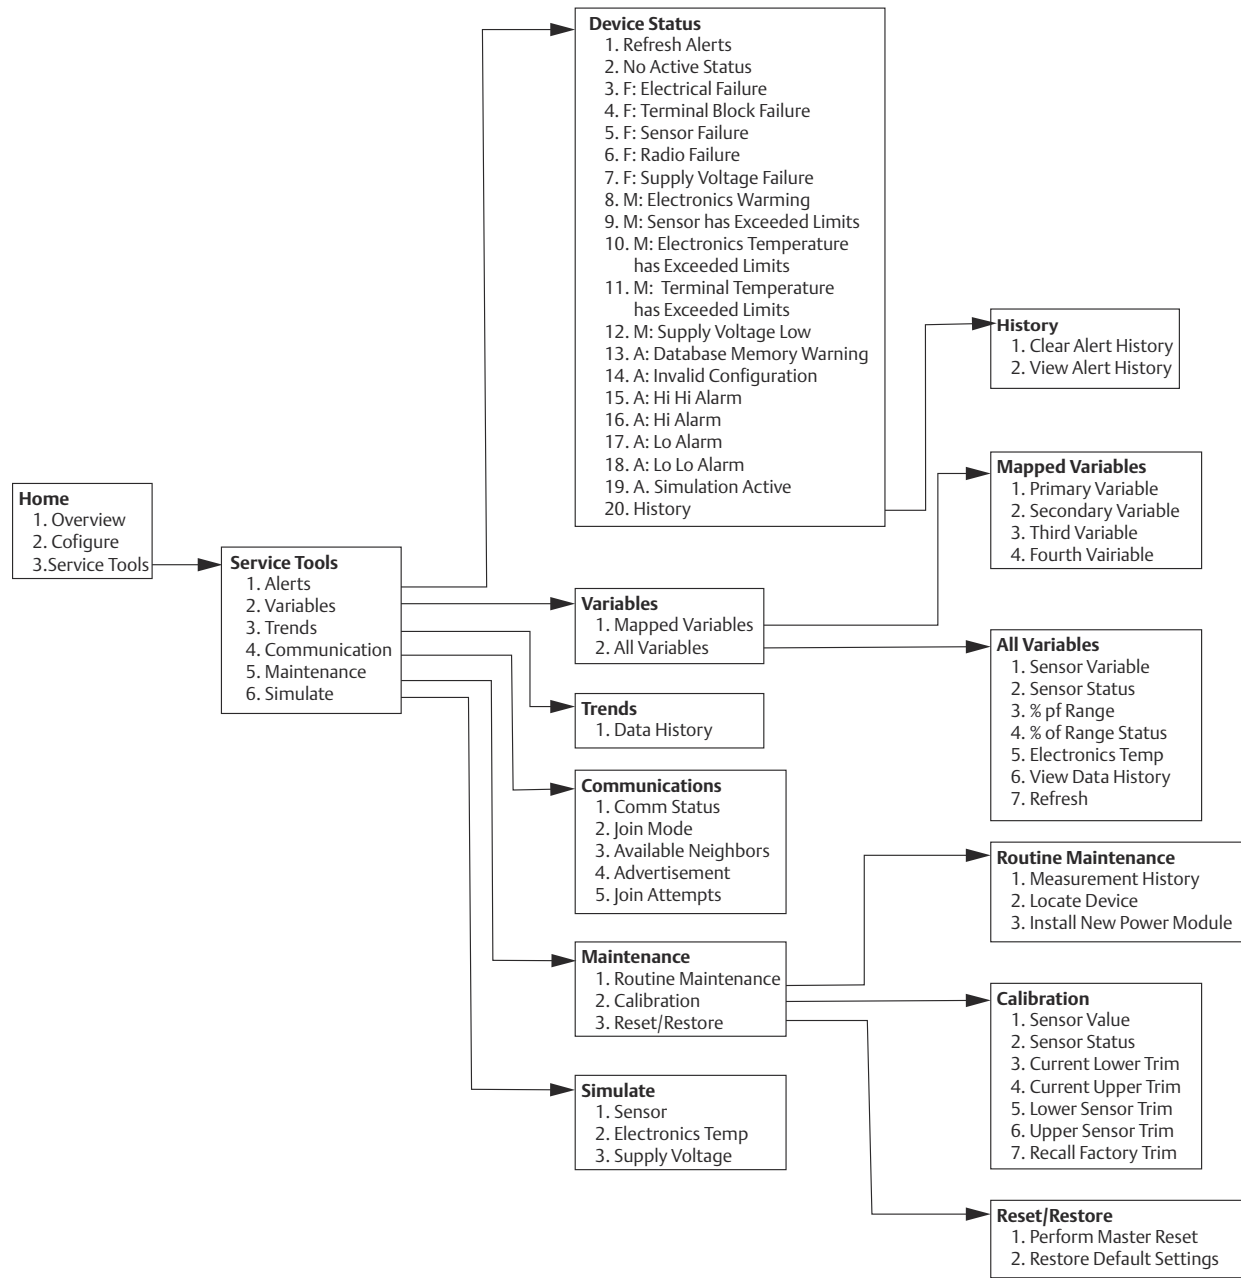 Home
1. Overview
2. Cofigure
3.Service Tools
Service Tools
1. Alerts
2. Variables
3. Trends
4. Communication
5. Maintenance
6. Simulate
Device Status
1. Refresh Alerts
2. No Active Status
3. F: Electrical Failure
4. F: Terminal Block Failure
5. F: Sensor Failure
6. F: Radio Failure
7. F: Supply Voltage Failure
8. M: Electronics Warming
9. M: Sensor has Exceeded Limits
10. M: Electronics Temperature
has Exceeded Limits
11. M: Terminal Temperature
has Exceeded Limits
12. M: Supply Voltage Low
13. A: Database Memory Warning
14. A: Invalid Configuration
15. A: Hi Hi Alarm
16. A: Hi Alarm
17. A: Lo Alarm
18. A: Lo Lo Alarm
19. A. Simulation Active
20. History
Variables
1. Mapped Variables
2. All Variables
Trends
1. Data History
Communications
1. Comm Status
2. Join Mode
3. Available Neighbors
4. Advertisement
5. Join Attempts
Maintenance
1. Routine Maintenance
2. Calibration
3. Reset/Restore
Simulate
1. Sensor
2. Electronics Temp
3. Supply Voltage
History
1. Clear Alert History
2. View Alert History
Mapped Variables
1. Primary Variable
2. Secondary Variable
3. Third Variable
4. Fourth Vairiable
All Variables
1. Sensor Variable
2. Sensor Status
3. % pf Range
4. % of Range Status
5. Electronics Temp
6. View Data History
7. Refresh
Routine Maintenance
1. Measurement History
2. Locate Device
3. Install New Power Module
Calibration
1. Sensor Value
2. Sensor Status
3. Current Lower Trim
4. Current Upper Trim
5. Lower Sensor Trim
6. Upper Sensor Trim
7. Recall Factory Trim
Reset/Restore
1. Perform Master Reset
2. Restore Default Settings